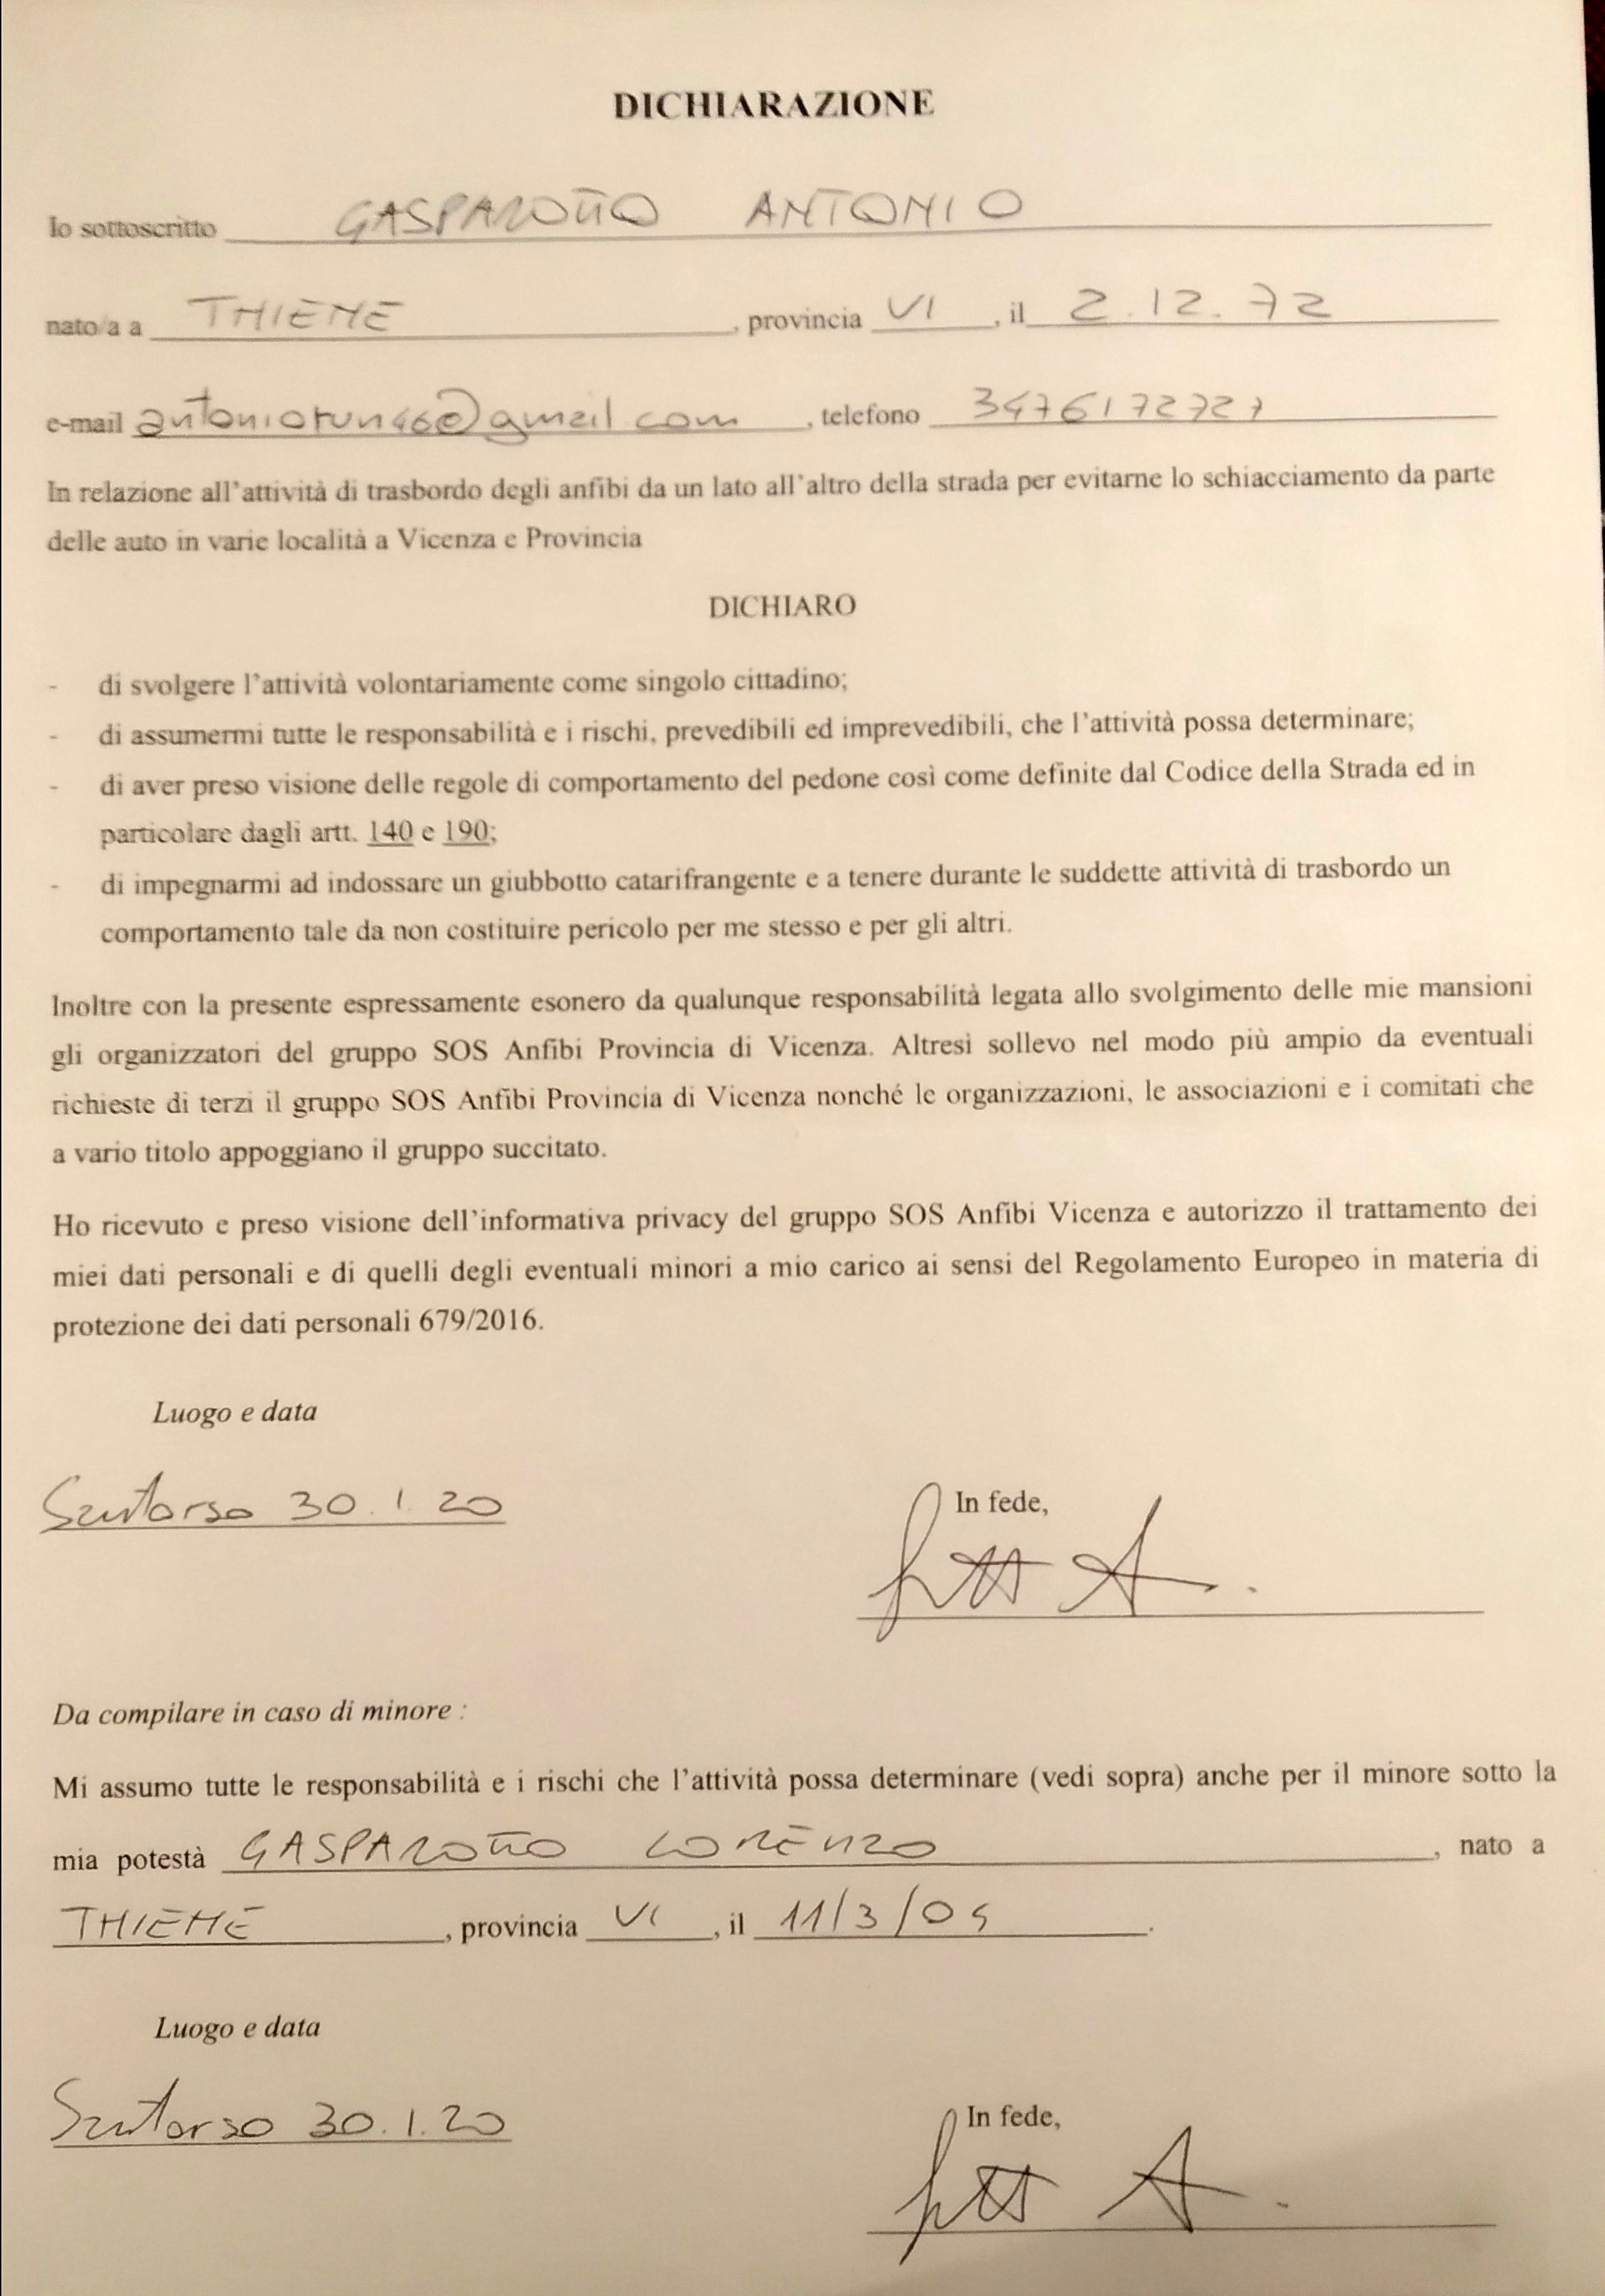 DICHIARAZIONE
Io sottoscritto GASPAROTTO ANTONIO
nato/a a THIENE , provincia VI , il 2.12.72
e-mail antoniorun46@gmail com , telefono 3476172727
In relazione all'attività di trasbordo degli anfibi da un lato all'altro della strada per evitarne lo schiacciamento da parte
delle auto in varie località a Vicenza e Provincia
DICHIARO
- di svolgere l'attività volontariamente come singolo cittadino;
- di assumermi tutte le responsabilità e i rischi, prevedibili ed imprevedibili, che l'attività possa determinare;
- di aver preso visione delle regole di comportamento del pedone così come definite dal Codice della Strada ed in
particolare dagli artt. 140 e 190;
- di impegnarmi ad indossare un giubbotto catarifrangente e a tenere durante le suddette attività di trasbordo un
comportamento tale da non costituire pericolo per me stesso e per gli altri.
Inoltre con la presente espressamente esonero da qualunque responsabilità legata allo svolgimento delle mie mansioni
gli organizzatori del gruppo SOS Anfibi Provincia di Vicenza. Altresì sollevo nel modo più ampio da eventuali
richieste di terzi il gruppo SOS Anfibi Provincia di Vicenza nonché le organizzazioni, le associazioni e i comitati che
a vario titolo appoggiano il gruppo succitato.
Ho ricevuto e preso visione dell'informativa privacy del gruppo SOS Anfibi Vicenza e autorizzo il trattamento dei
miei dati personali e di quelli degli eventuali minori a mio carico ai sensi del Regolamento Europeo in materia di
protezione dei dati personali 679/2016.
Luogo e data
Santorso 30.1.20
In fede,
Da compilare in caso di minore :
Mi assumo tutte le responsabilità e i rischi che l'attività possa determinare (vedi sopra) anche per il minore sotto la
mia potestà GASPAROTTO LORENZO , nato a
THIENE , provincia VI , il 11/3/
Luogo e data
Santorso 30.1.20
In fede,